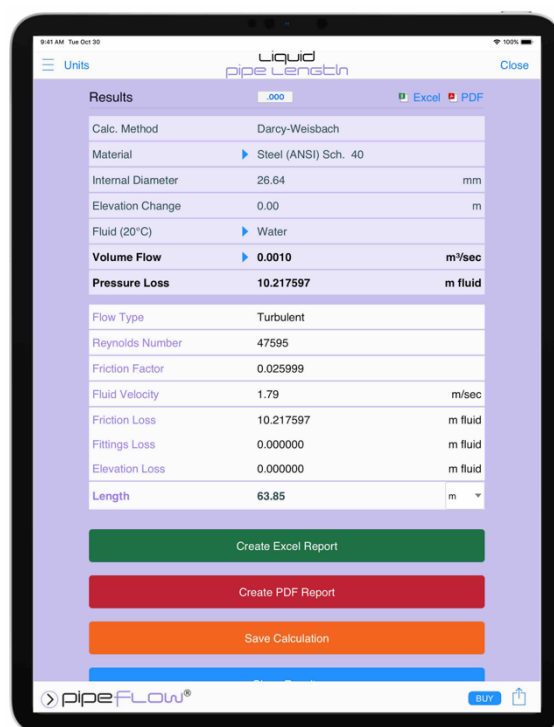 9:41 AM Tue Oct 30 100%
Units Liquid Close
pipe Length
Results .000 Excel PDF
Calc. Method Darcy-Weisbach
Material Steel (ANSI) Sch. 40
Internal Diameter 26.64 mm
Elevation Change 0.00 m
Fluid (20°C) Water
Volume Flow 0.0010 m³/sec
Pressure Loss 10.217597 m fluid
Flow Type Turbulent
Reynolds Number 47595
Friction Factor 0.025999
Fluid Velocity 1.79 m/sec
Friction Loss 10.217597 m fluid
Fittings Loss 0.000000 m fluid
Elevation Loss 0.000000 m fluid
Length 63.85 m
Create Excel Report
Create PDF Report
Save Calculation
pipeFLOW® BUY